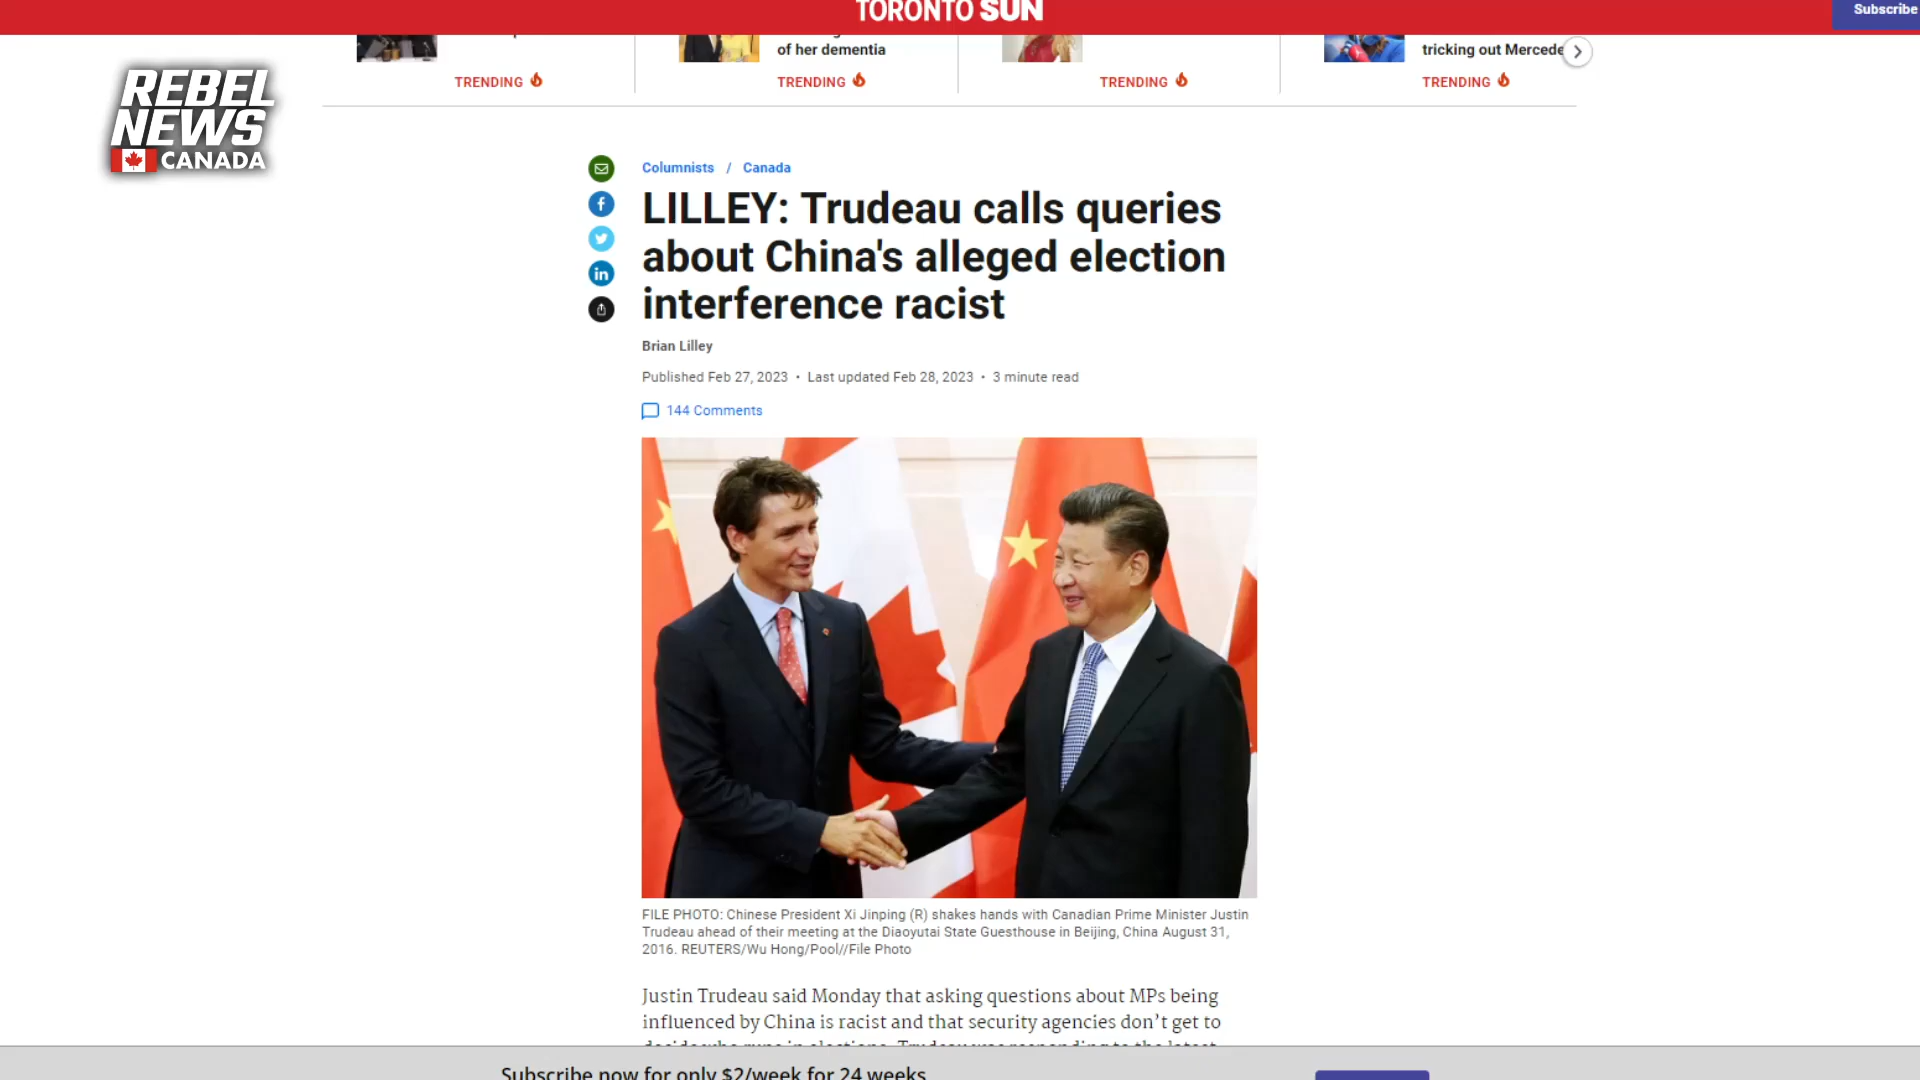 TORONTO SUN
Subscribe
of her dementia
tricking out Mercede
TRENDING
TRENDING
TRENDING
TRENDING
REBEL
NEWS
CANADA
Columnists / Canada
LILLEY: Trudeau calls queries
about China's alleged election
interference racist
Brian Lilley
Published Feb 27, 2023 • Last updated Feb 28, 2023 • 3 minute read
144 Comments
FILE PHOTO: Chinese President Xi Jinping (R) shakes hands with Canadian Prime Minister Justin
Trudeau ahead of their meeting at the Diaoyutai State Guesthouse in Beijing, China August 31,
2016. REUTERS/Wu Hong/Pool//File Photo
Justin Trudeau said Monday that asking questions about MPs being
influenced by China is racist and that security agencies don't get to
Subscribe now for only $2/week for 24 weeks